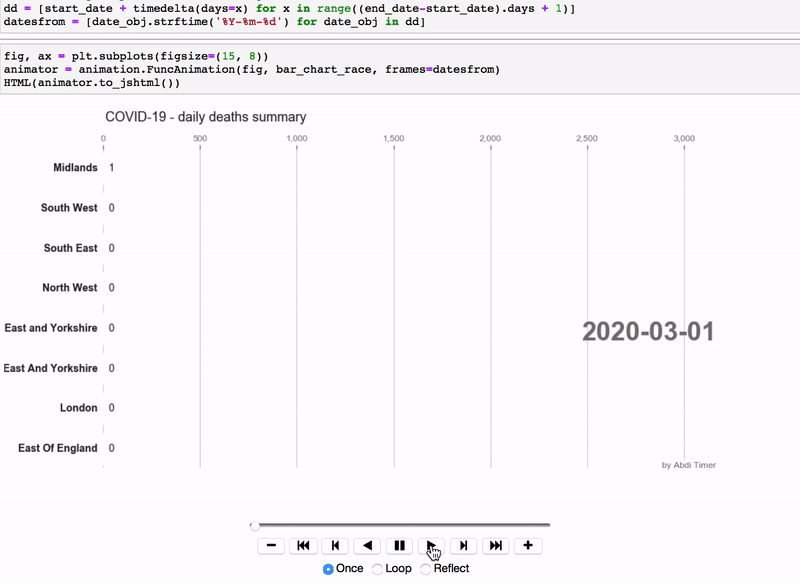 dd = [start_date + timedelta(days=x) for x in range((end_date-start_date).days + 1)]
datesfrom = [date_obj.strftime('%Y-%m-%d') for date_obj in dd]
fig, ax = plt.subplots(figsize=(15, 8))
animator = animation.FuncAnimation(fig, bar_chart_race, frames=datesfrom)
HTML(animator.to_jshtml())
COVID-19 - daily deaths summary
0 500 1,000 1,500 2,000 2,500 3,000
Midlands 1
South West 0
South East 0
North West 0
East and Yorkshire 0
2020-03-01
East And Yorkshire 0
London 0
East Of England 0
by Abdi Timer
Once Loop Reflect